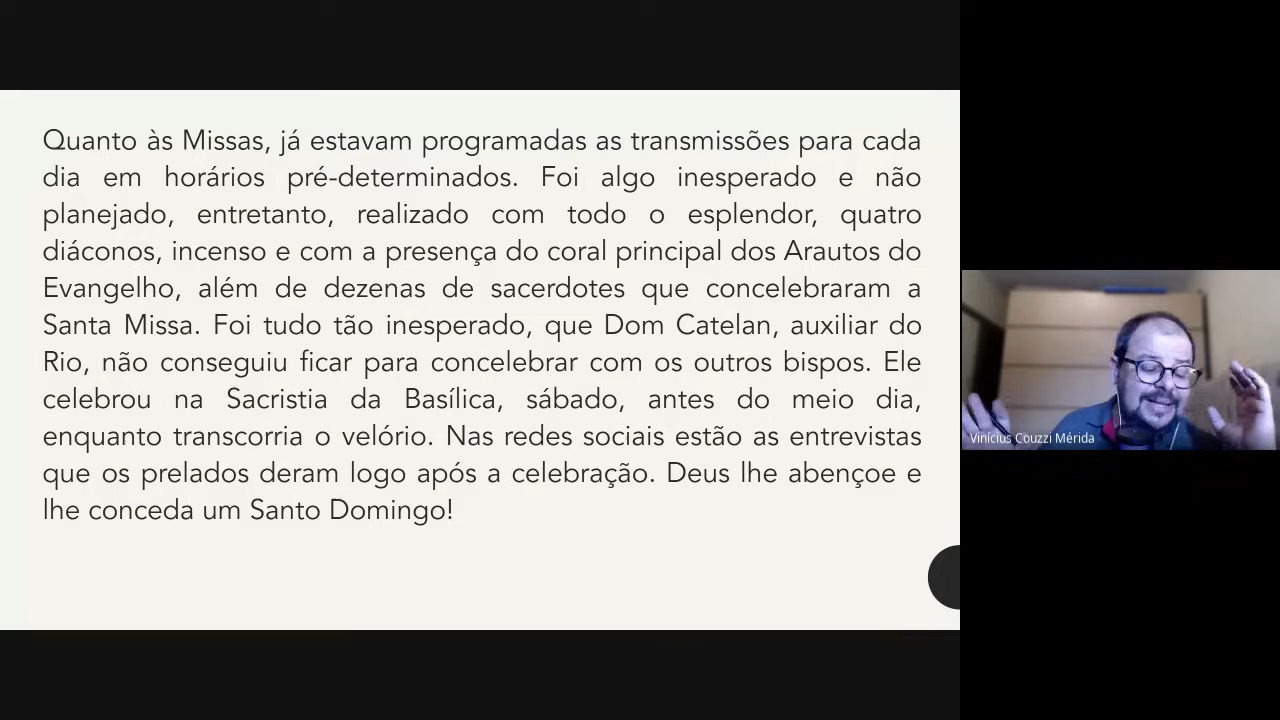 Quanto às Missas, já estavam programadas as transmissões para cada
dia em horários pré-determinados. Foi algo inesperado e não
planejado, entretanto, realizado com todo o esplendor, quatro
diáconos, incenso e com a presença do coral principal dos Arautos do
Evangelho, além de dezenas de sacerdotes que concelebraram a
Santa Missa. Foi tudo tão inesperado, que Dom Catelan, auxiliar do
Rio, não conseguiu ficar para concelebrar com os outros bispos. Ele
celebrou na Sacristia da Basílica, sábado, antes do meio dia,
enquanto transcorria o velório. Nas redes sociais estão as entrevistas
que os prelados deram logo após a celebração. Deus lhe abençoe e
lhe conceda um Santo Domingo!
Vinícius Couzzi Mérida